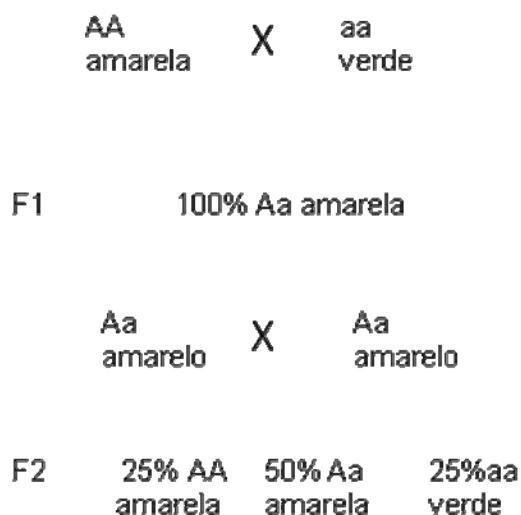 AA X aa
amarela verde
F1 100% Aa amarela
Aa X Aa
amarelo amarelo
F2 25% AA 50% Aa 25%aa
amarela amarela verde